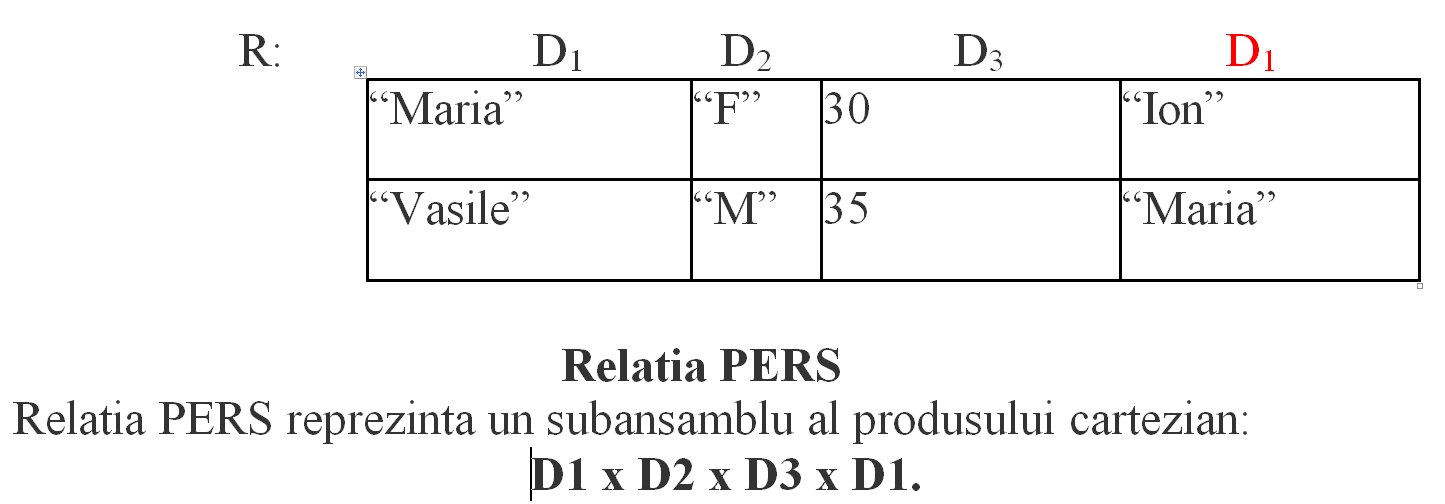 R: D₁ D₂ D₃ D₁
“Maria” “F” 30 “Ion”
“Vasile” “M” 35 “Maria”
Relatia PERS
Relatia PERS reprezinta un subansamblu al produsului cartezian:
D1 x D2 x D3 x D1.